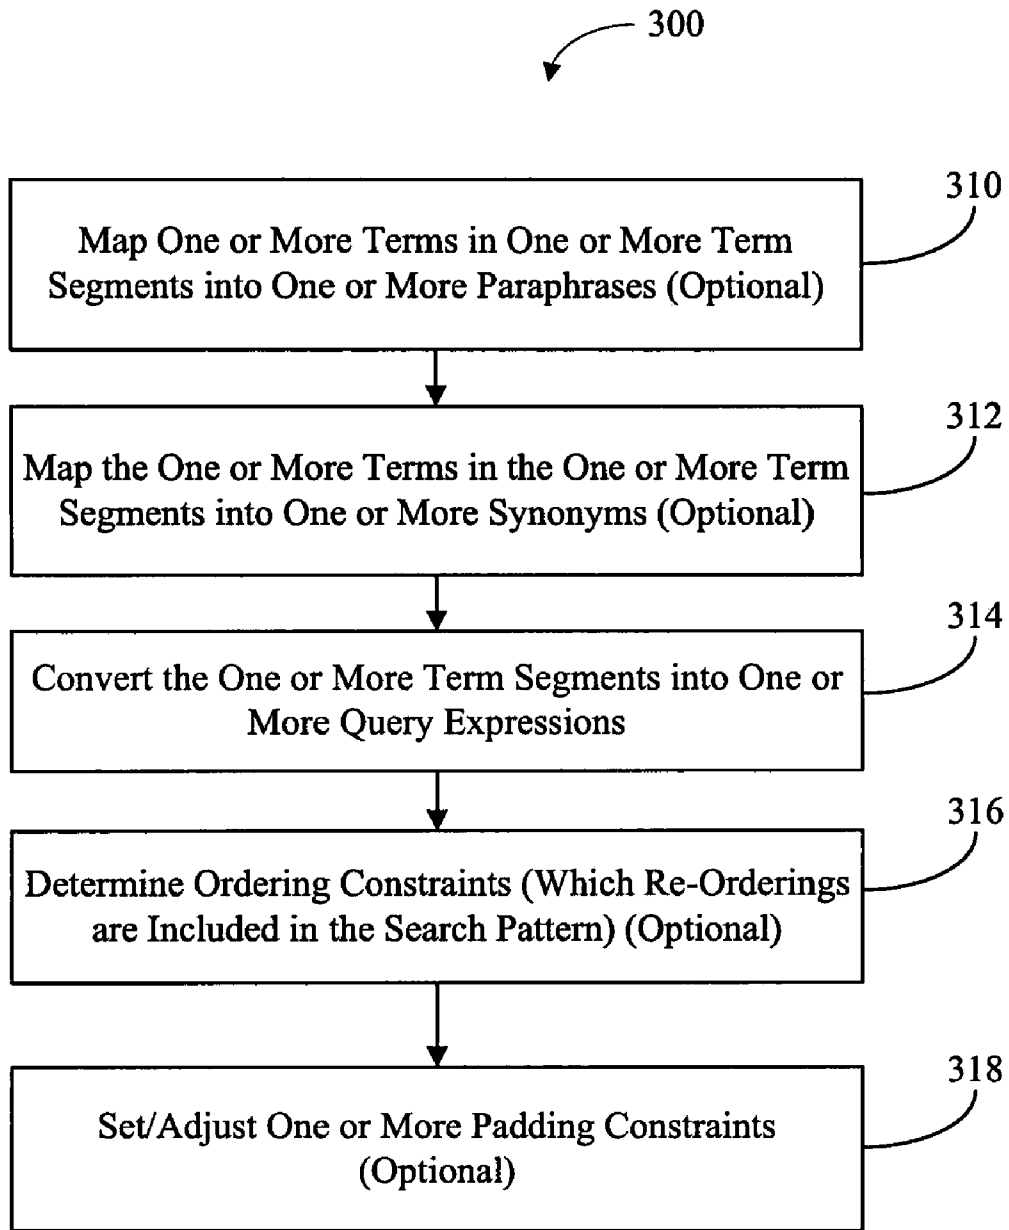 300
310
Map One or More Terms in One or More Term
Segments into One or More Paraphrases (Optional)
312
Map the One or More Terms in the One or More Term
Segments into One or More Synonyms (Optional)
314
Convert the One or More Term Segments into One or
More Query Expressions
316
Determine Ordering Constraints (Which Re-Orderings
are Included in the Search Pattern) (Optional)
318
Set/Adjust One or More Padding Constraints
(Optional)